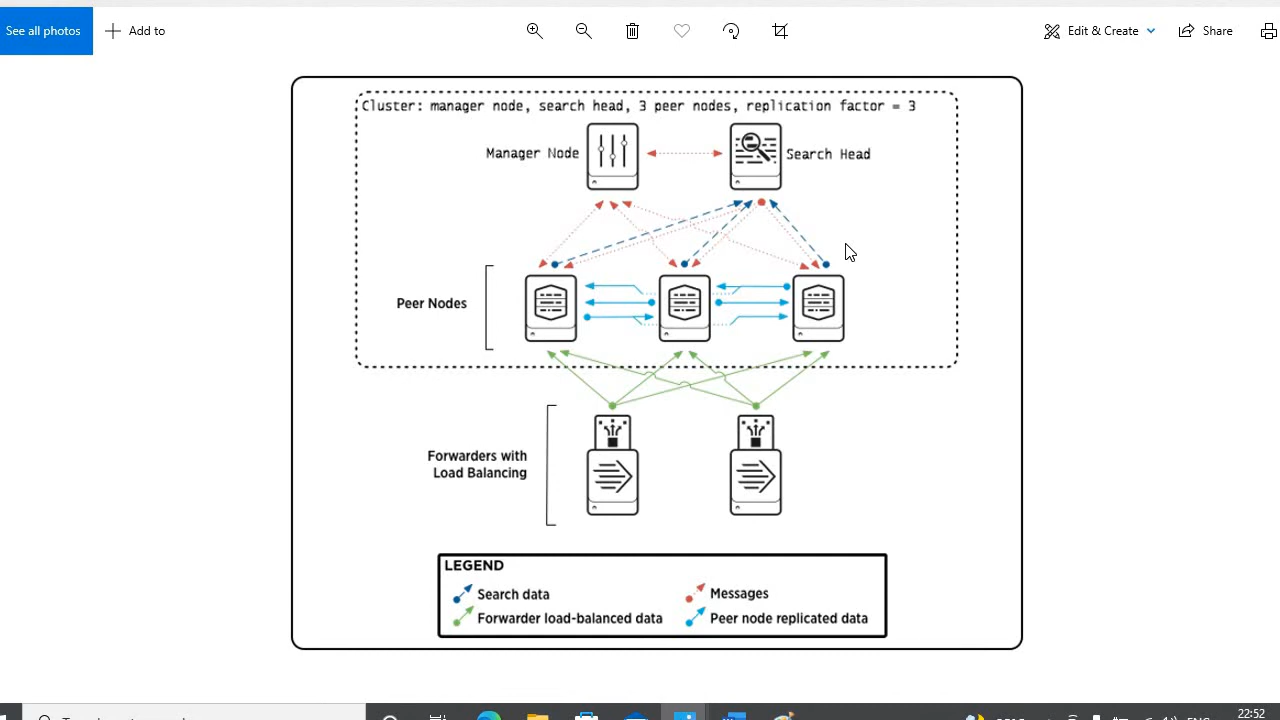 See all photos
Add to
Edit & Create
Share
Cluster: manager node, search head, 3 peer nodes, replication factor = 3
Manager Node
Search Head
Peer Nodes
Forwarders with
Load Balancing
LEGEND
Search data
Messages
Forwarder load-balanced data
Peer node replicated data
22:52